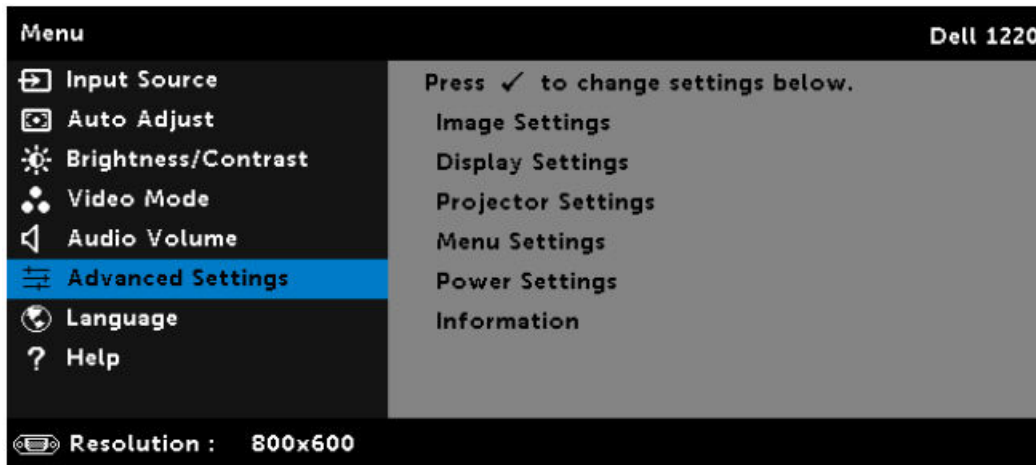 Menu Dell 1220
Input Source
Auto Adjust
Brightness/Contrast
Video Mode
Audio Volume
Advanced Settings
Language
? Help
Press ✓ to change settings below.
Image Settings
Display Settings
Projector Settings
Menu Settings
Power Settings
Information
Resolution : 800x600